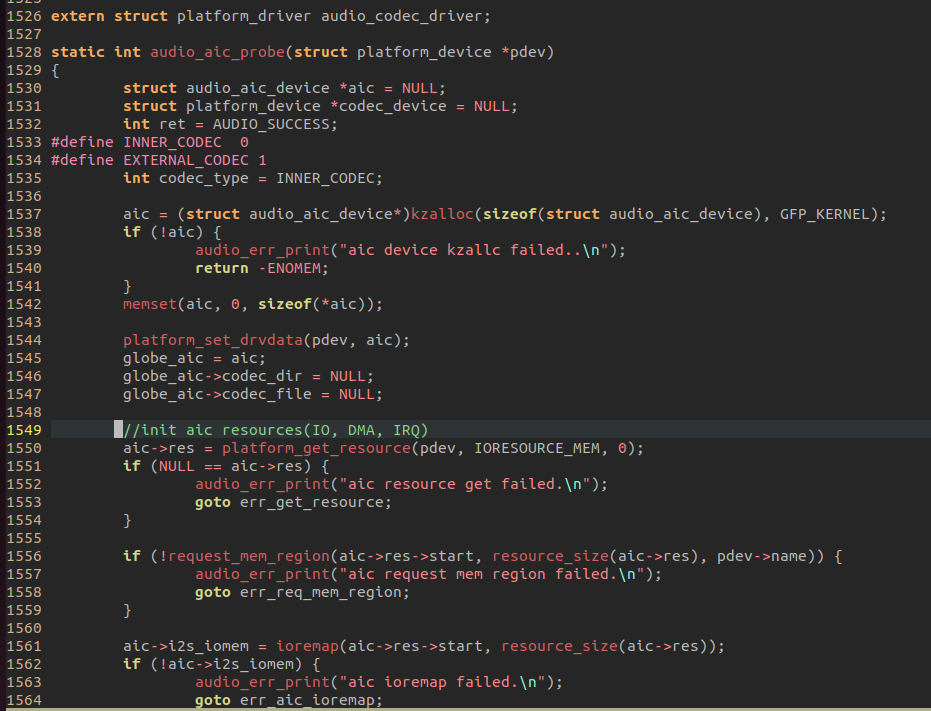 1526 extern struct platform_driver audio_codec_driver;
1527
1528 static int audio_aic_probe(struct platform_device *pdev)
1529 {
1530         struct audio_aic_device *aic = NULL;
1531         struct platform_device *codec_device = NULL;
1532         int ret = AUDIO_SUCCESS;
1533 #define INNER_CODEC  0
1534 #define EXTERNAL_CODEC 1
1535         int codec_type = INNER_CODEC;
1536
1537         aic = (struct audio_aic_device*)kzalloc(sizeof(struct audio_aic_device), GFP_KERNEL);
1538         if (!aic) {
1539                 audio_err_print("aic device kzallc failed..\n");
1540                 return -ENOMEM;
1541         }
1542         memset(aic, 0, sizeof(*aic));
1543
1544         platform_set_drvdata(pdev, aic);
1545         globe_aic = aic;
1546         globe_aic->codec_dir = NULL;
1547         globe_aic->codec_file = NULL;
1548
1549         //init aic resources(IO, DMA, IRQ)
1550         aic->res = platform_get_resource(pdev, IORESOURCE_MEM, 0);
1551         if (NULL == aic->res) {
1552                 audio_err_print("aic resource get failed.\n");
1553                 goto err_get_resource;
1554         }
1555
1556         if (!request_mem_region(aic->res->start, resource_size(aic->res), pdev->name)) {
1557                 audio_err_print("aic request mem region failed.\n");
1558                 goto err_req_mem_region;
1559         }
1560
1561         aic->i2s_iomem = ioremap(aic->res->start, resource_size(aic->res));
1562         if (!aic->i2s_iomem) {
1563                 audio_err_print("aic ioremap failed.\n");
1564                 goto err_aic_ioremap;